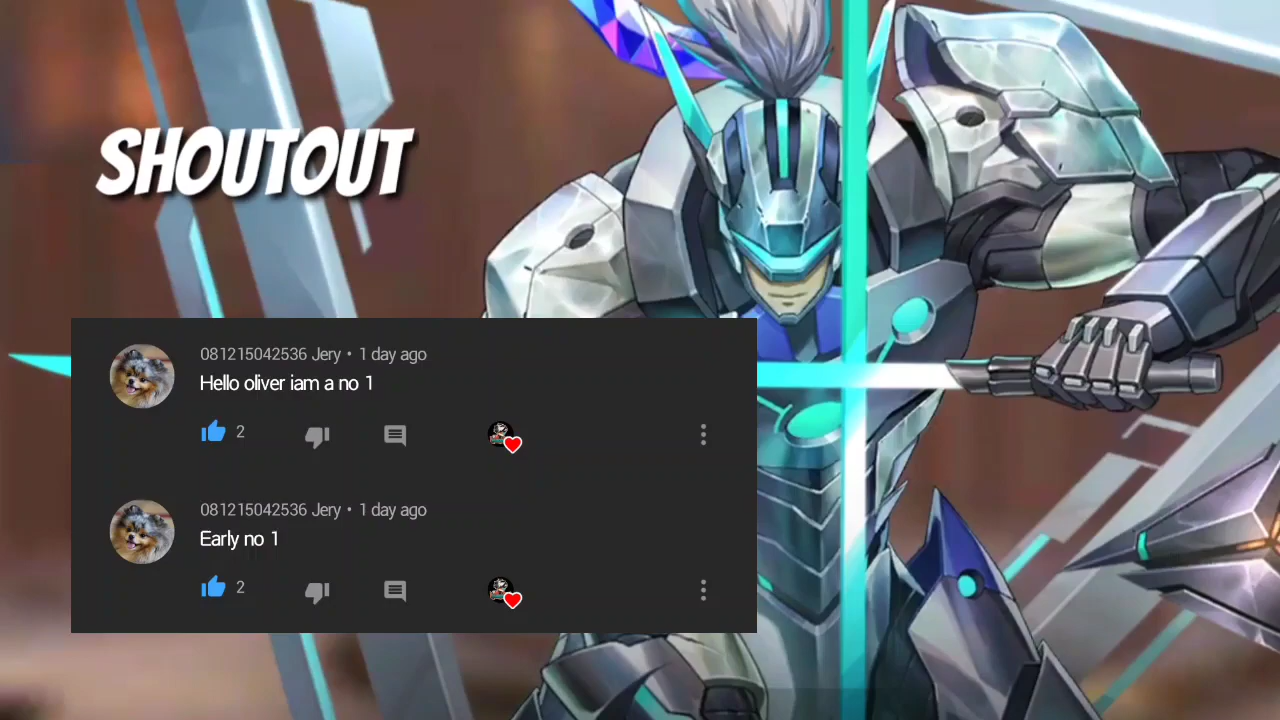 SHOUTOUT
081215042536 Jery • 1 day ago
Hello oliver iam a no 1
2
081215042536 Jery • 1 day ago
Early no 1
2